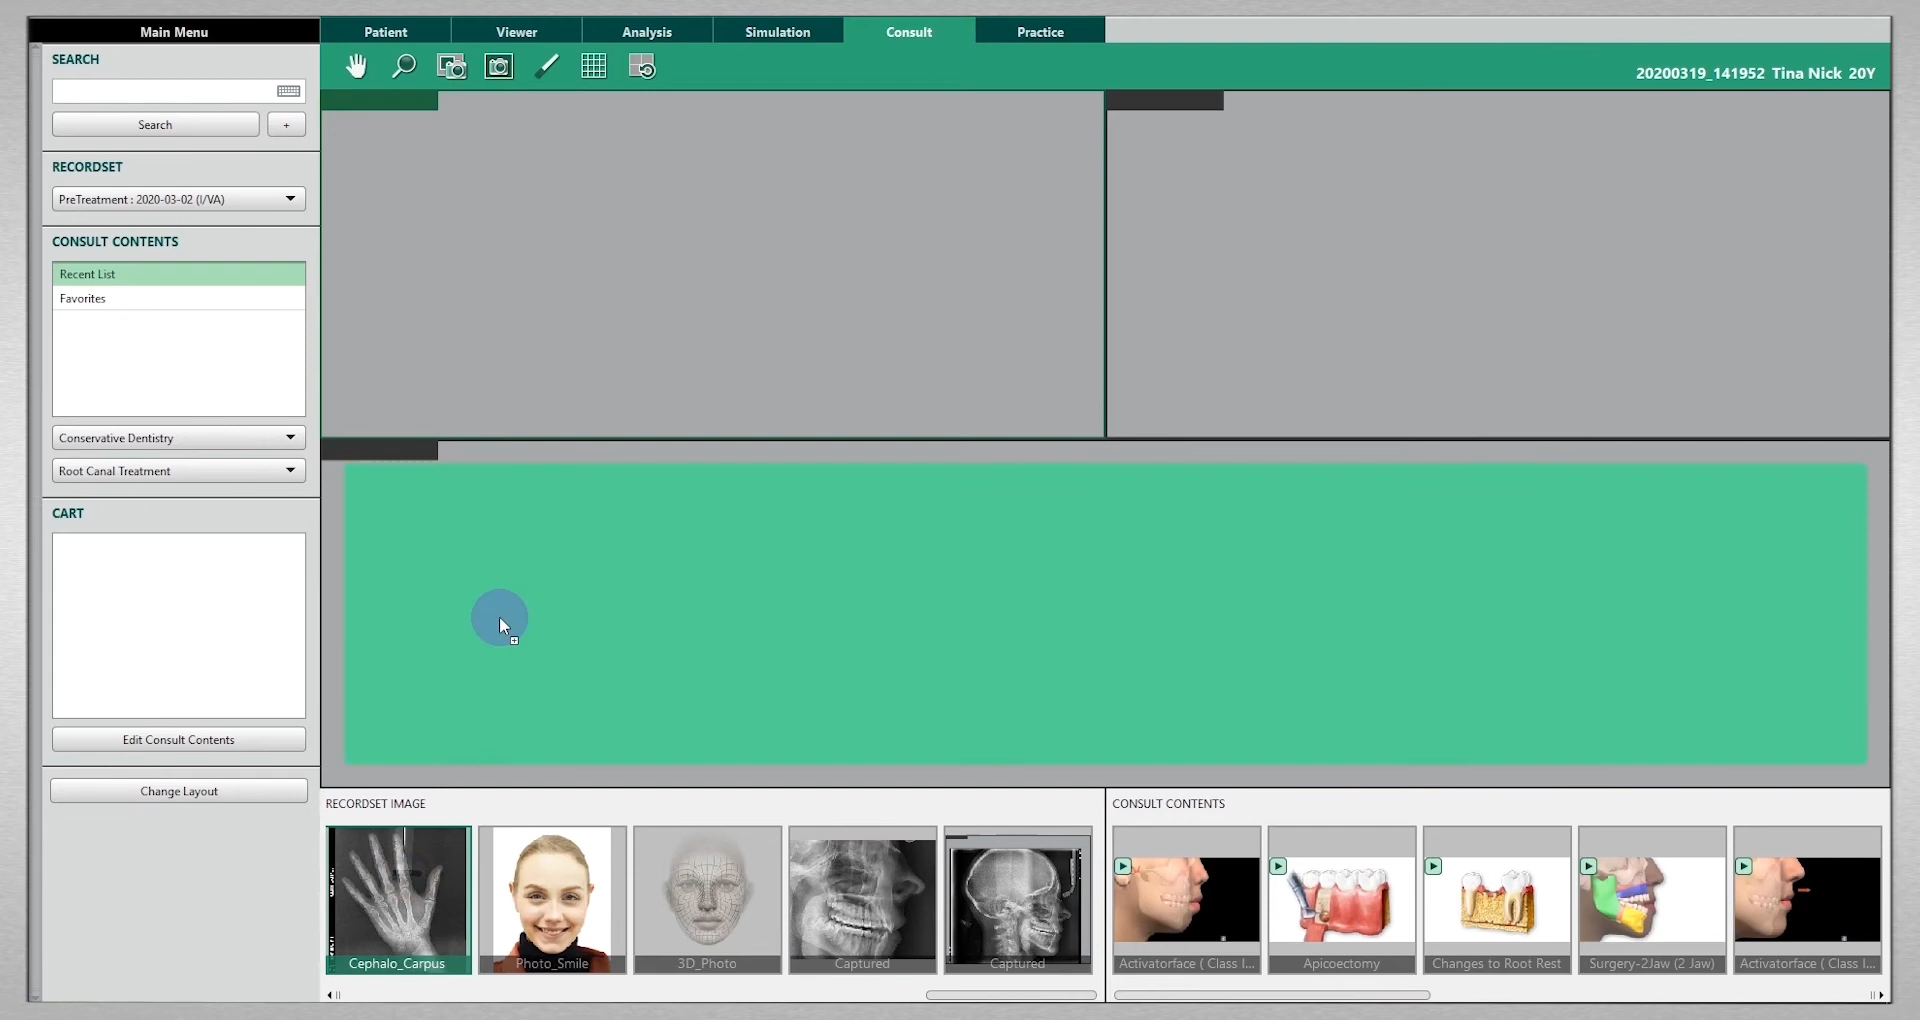 Main Menu
Patient
Viewer
Analysis
Simulation
Consult
Practice
20200319_141952 Tina Nick 20Y
SEARCH
Search
+
RECORDSET
PreTreatment : 2020-03-02 (I/VA)
CONSULT CONTENTS
Recent List
Favorites
Conservative Dentistry
Root Canal Treatment
CART
Edit Consult Contents
Change Layout
RECORDSET IMAGE
Cephalo_Carpus
Photo_Smile
3D_Photo
Captured
Captured
CONSULT CONTENTS
Activatorface ( Class I...
Apicoectomy
Changes to Root Rest
Surgery-2Jaw (2 Jaw)
Activatorface ( Class I...